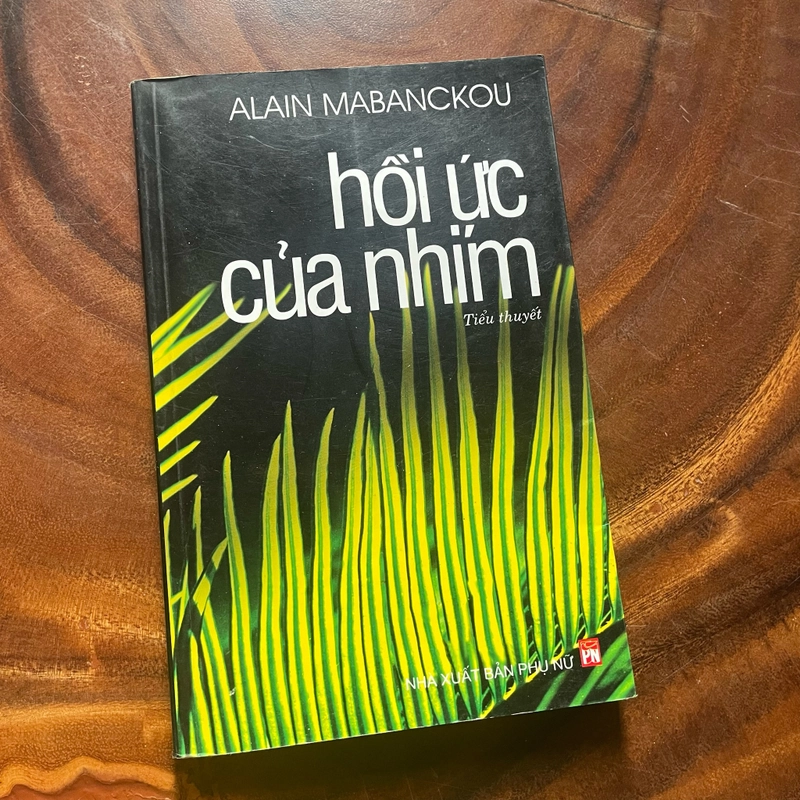 ALAIN MABANCKOU
hồi ức
của nhím
Tiểu thuyết
NHÀ XUẤT BẢN PHỤ NỮ
PN